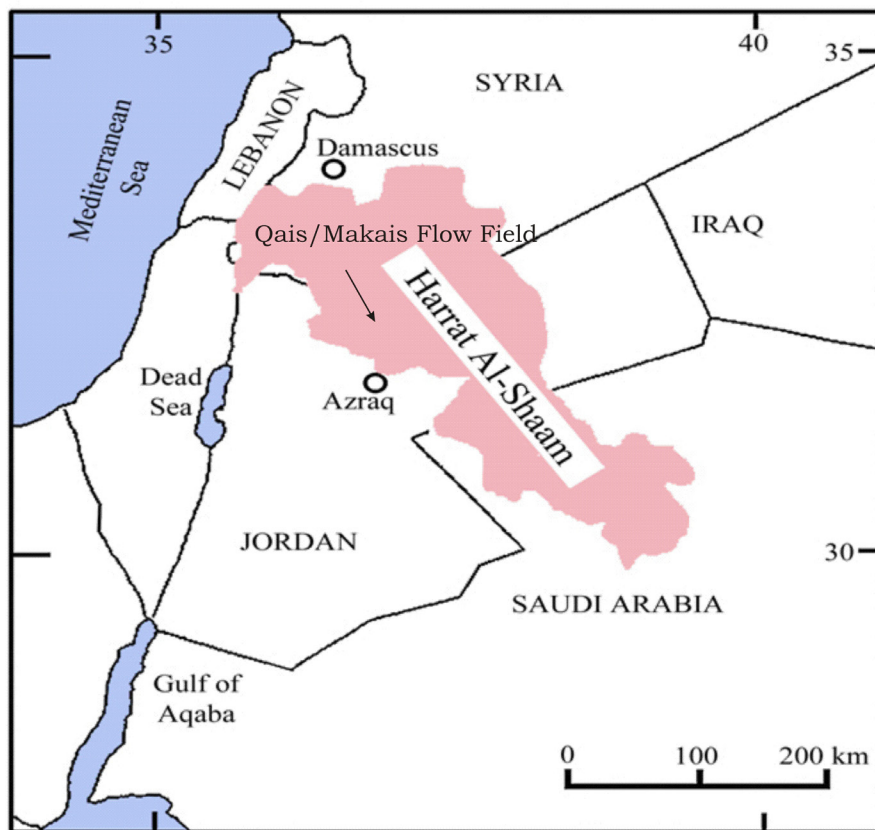 35
40
35
SYRIA
LEBANON
Damascus
Mediterranean
Sea
Qais/Makais Flow Field
IRAQ
Harrat Al-Shaam
Dead
Sea
Azraq
JORDAN
30
SAUDI ARABIA
Gulf of
Aqaba
0 100 200 km